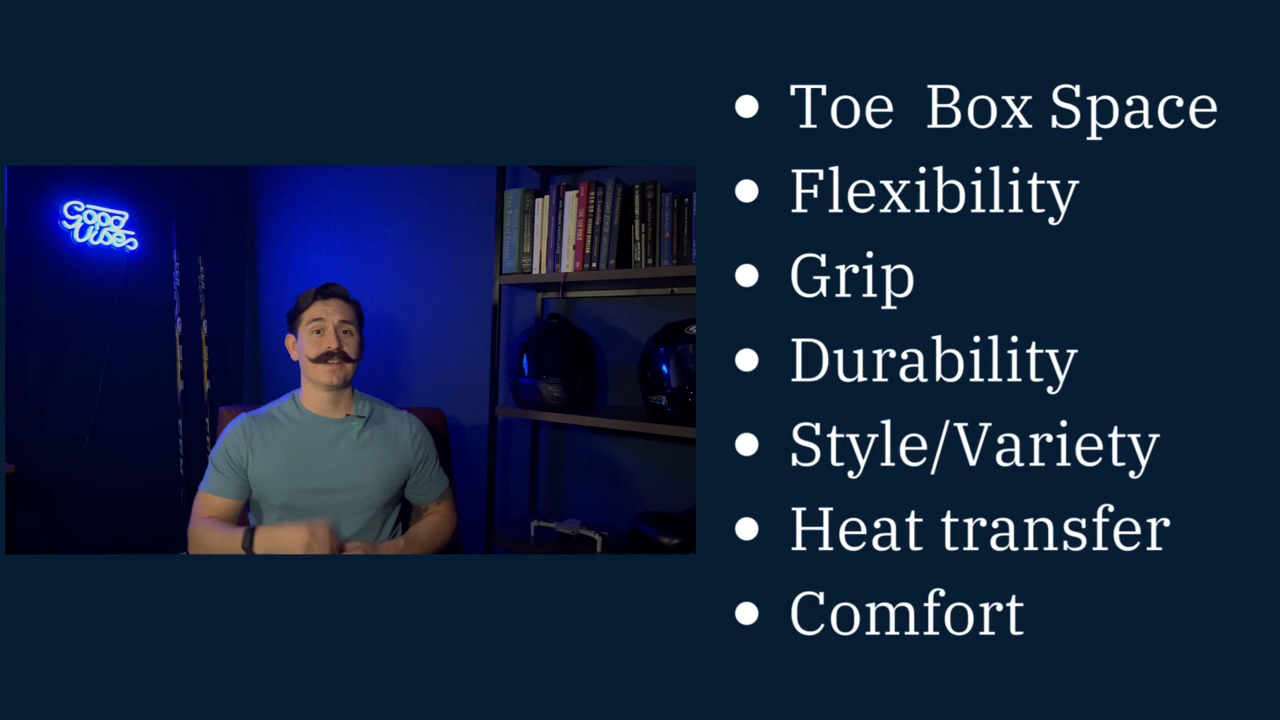 Good
Vibes
Toe Box Space
Flexibility
Grip
Durability
Style/Variety
Heat transfer
Comfort